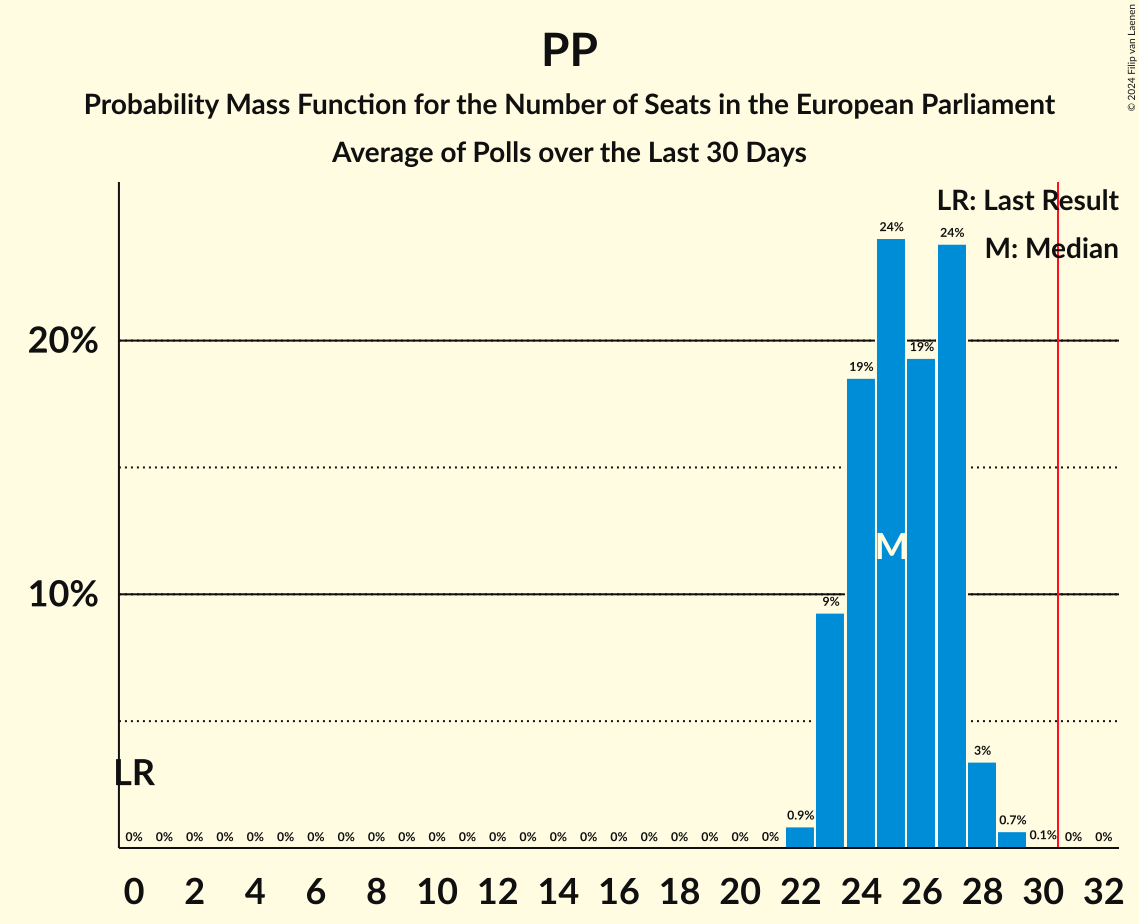 © 2024 Filip van Laenen
PP
Probability Mass Function for the Number of Seats in the European Parliament
Average of Polls over the Last 30 Days
LR: Last Result
M: Median
24% 24%
20%
19% 19%
M
10%
9%
LR
3%
0% 0% 0% 0% 0% 0% 0% 0% 0% 0% 0% 0% 0% 0% 0% 0% 0% 0% 0% 0% 0% 0% 0.9% 0.7% 0.1% 0% 0%
0 2 4 6 8 10 12 14 16 18 20 22 24 26 28 30 32